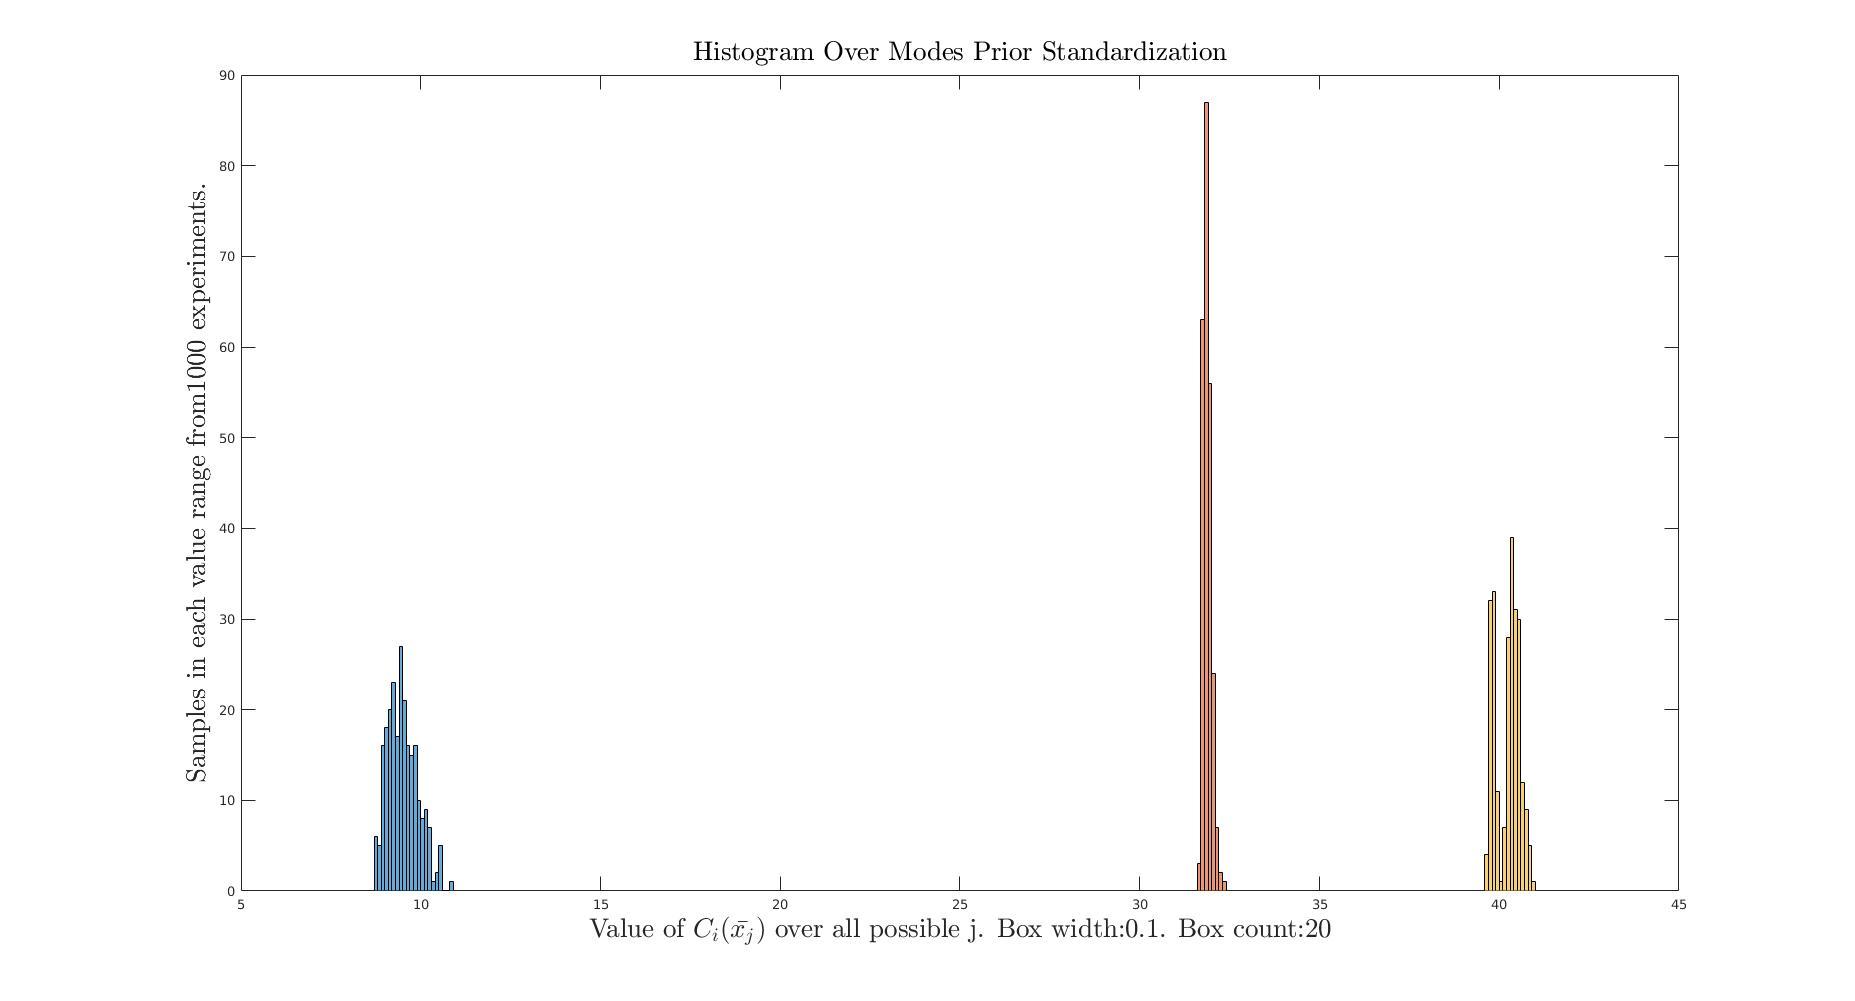 Histogram Over Modes Prior Standardization
90
80
70
60
50
40
30
20
10
0
Samples in each value range from1000 experiments.
5 10 15 20 25 30 35 40 45
Value of $C_i(\bar{x_j})$ over all possible j. Box width:0.1. Box count:20